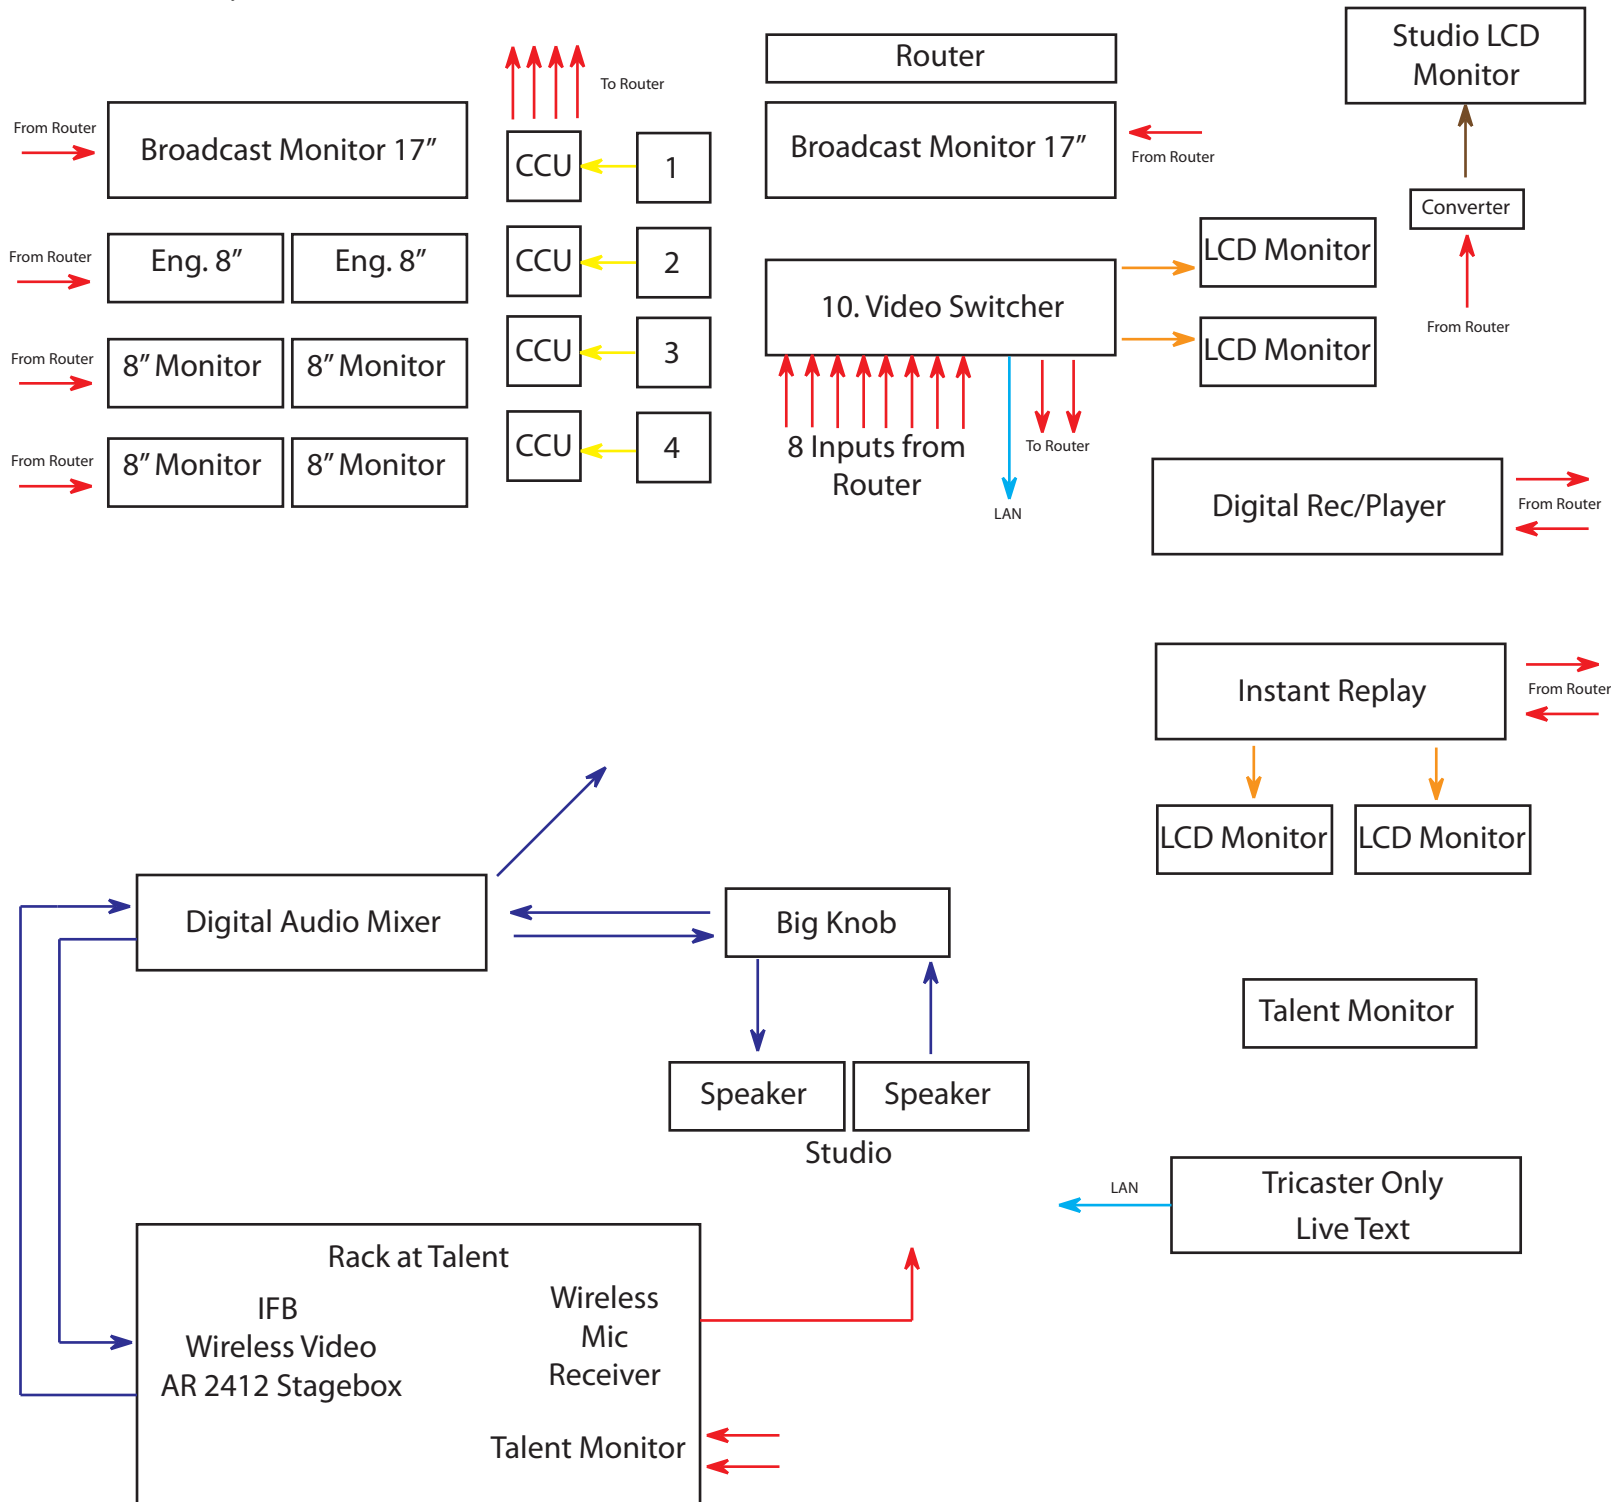 Studio LCD
Monitor
Router
To Router
From Router
Broadcast Monitor 17”
CCU
1
Broadcast Monitor 17”
From Router
Converter
From Router
Eng. 8”
Eng. 8”
CCU
2
LCD Monitor
10. Video Switcher
From Router
LCD Monitor
From Router
8” Monitor
8” Monitor
CCU
3
8 Inputs from
Router
To Router
LAN
From Router
8” Monitor
8” Monitor
CCU
4
Digital Rec/Player
From Router
Instant Replay
From Router
LCD Monitor
LCD Monitor
Digital Audio Mixer
Big Knob
Talent Monitor
Speaker
Speaker
Studio
LAN
Tricaster Only
Live Text
Rack at Talent
IFB
Wireless Video
AR 2412 Stagebox
Wireless
Mic
Receiver
Talent Monitor